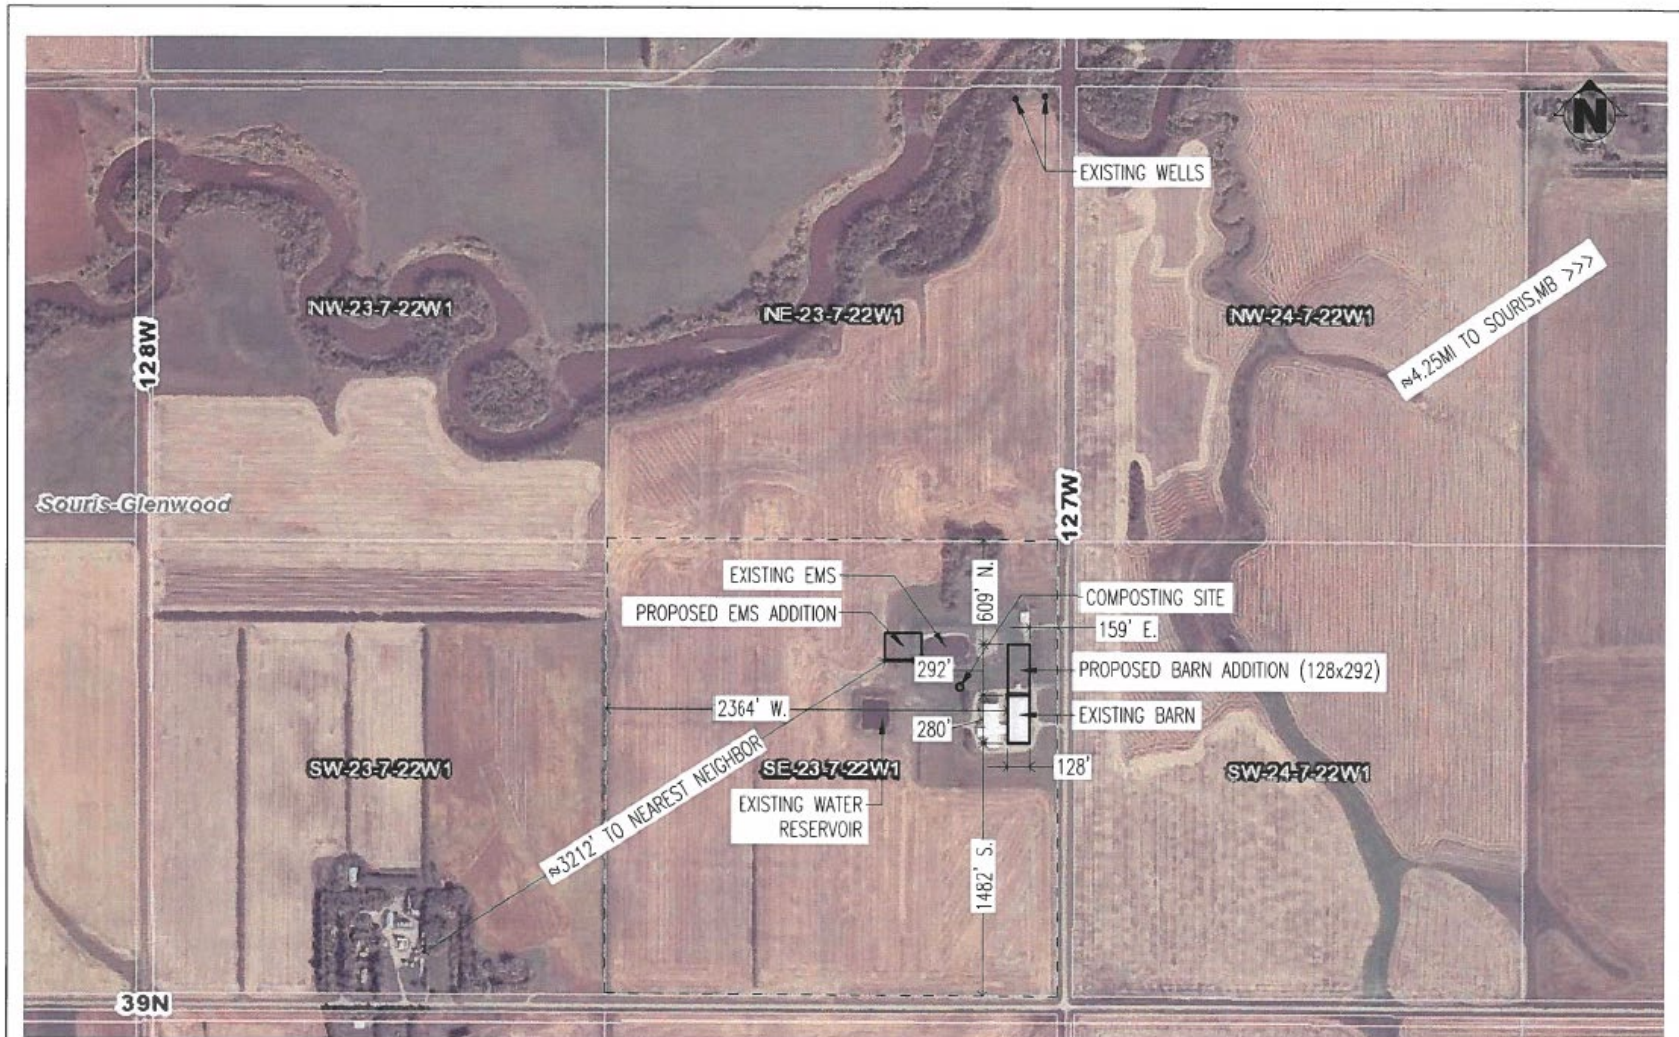 N
EXISTING WELLS
NW-23-7-22W1
NE-23-7-22W1
NW-24-7-22W1
≈4.25MI TO SOURIS,MB >>>
128W
127W
Souris-Glenwood
EXISTING EMS
PROPOSED EMS ADDITION
609' N.
COMPOSTING SITE
159' E.
292'
PROPOSED BARN ADDITION (128x292)
2364' W.
EXISTING BARN
280'
≈3212' TO NEAREST NEIGHBOR
SW-23-7-22W1
SE-23-7-22W1
128'
SW-24-7-22W1
EXISTING WATER
RESERVOIR
1482' S.
39N